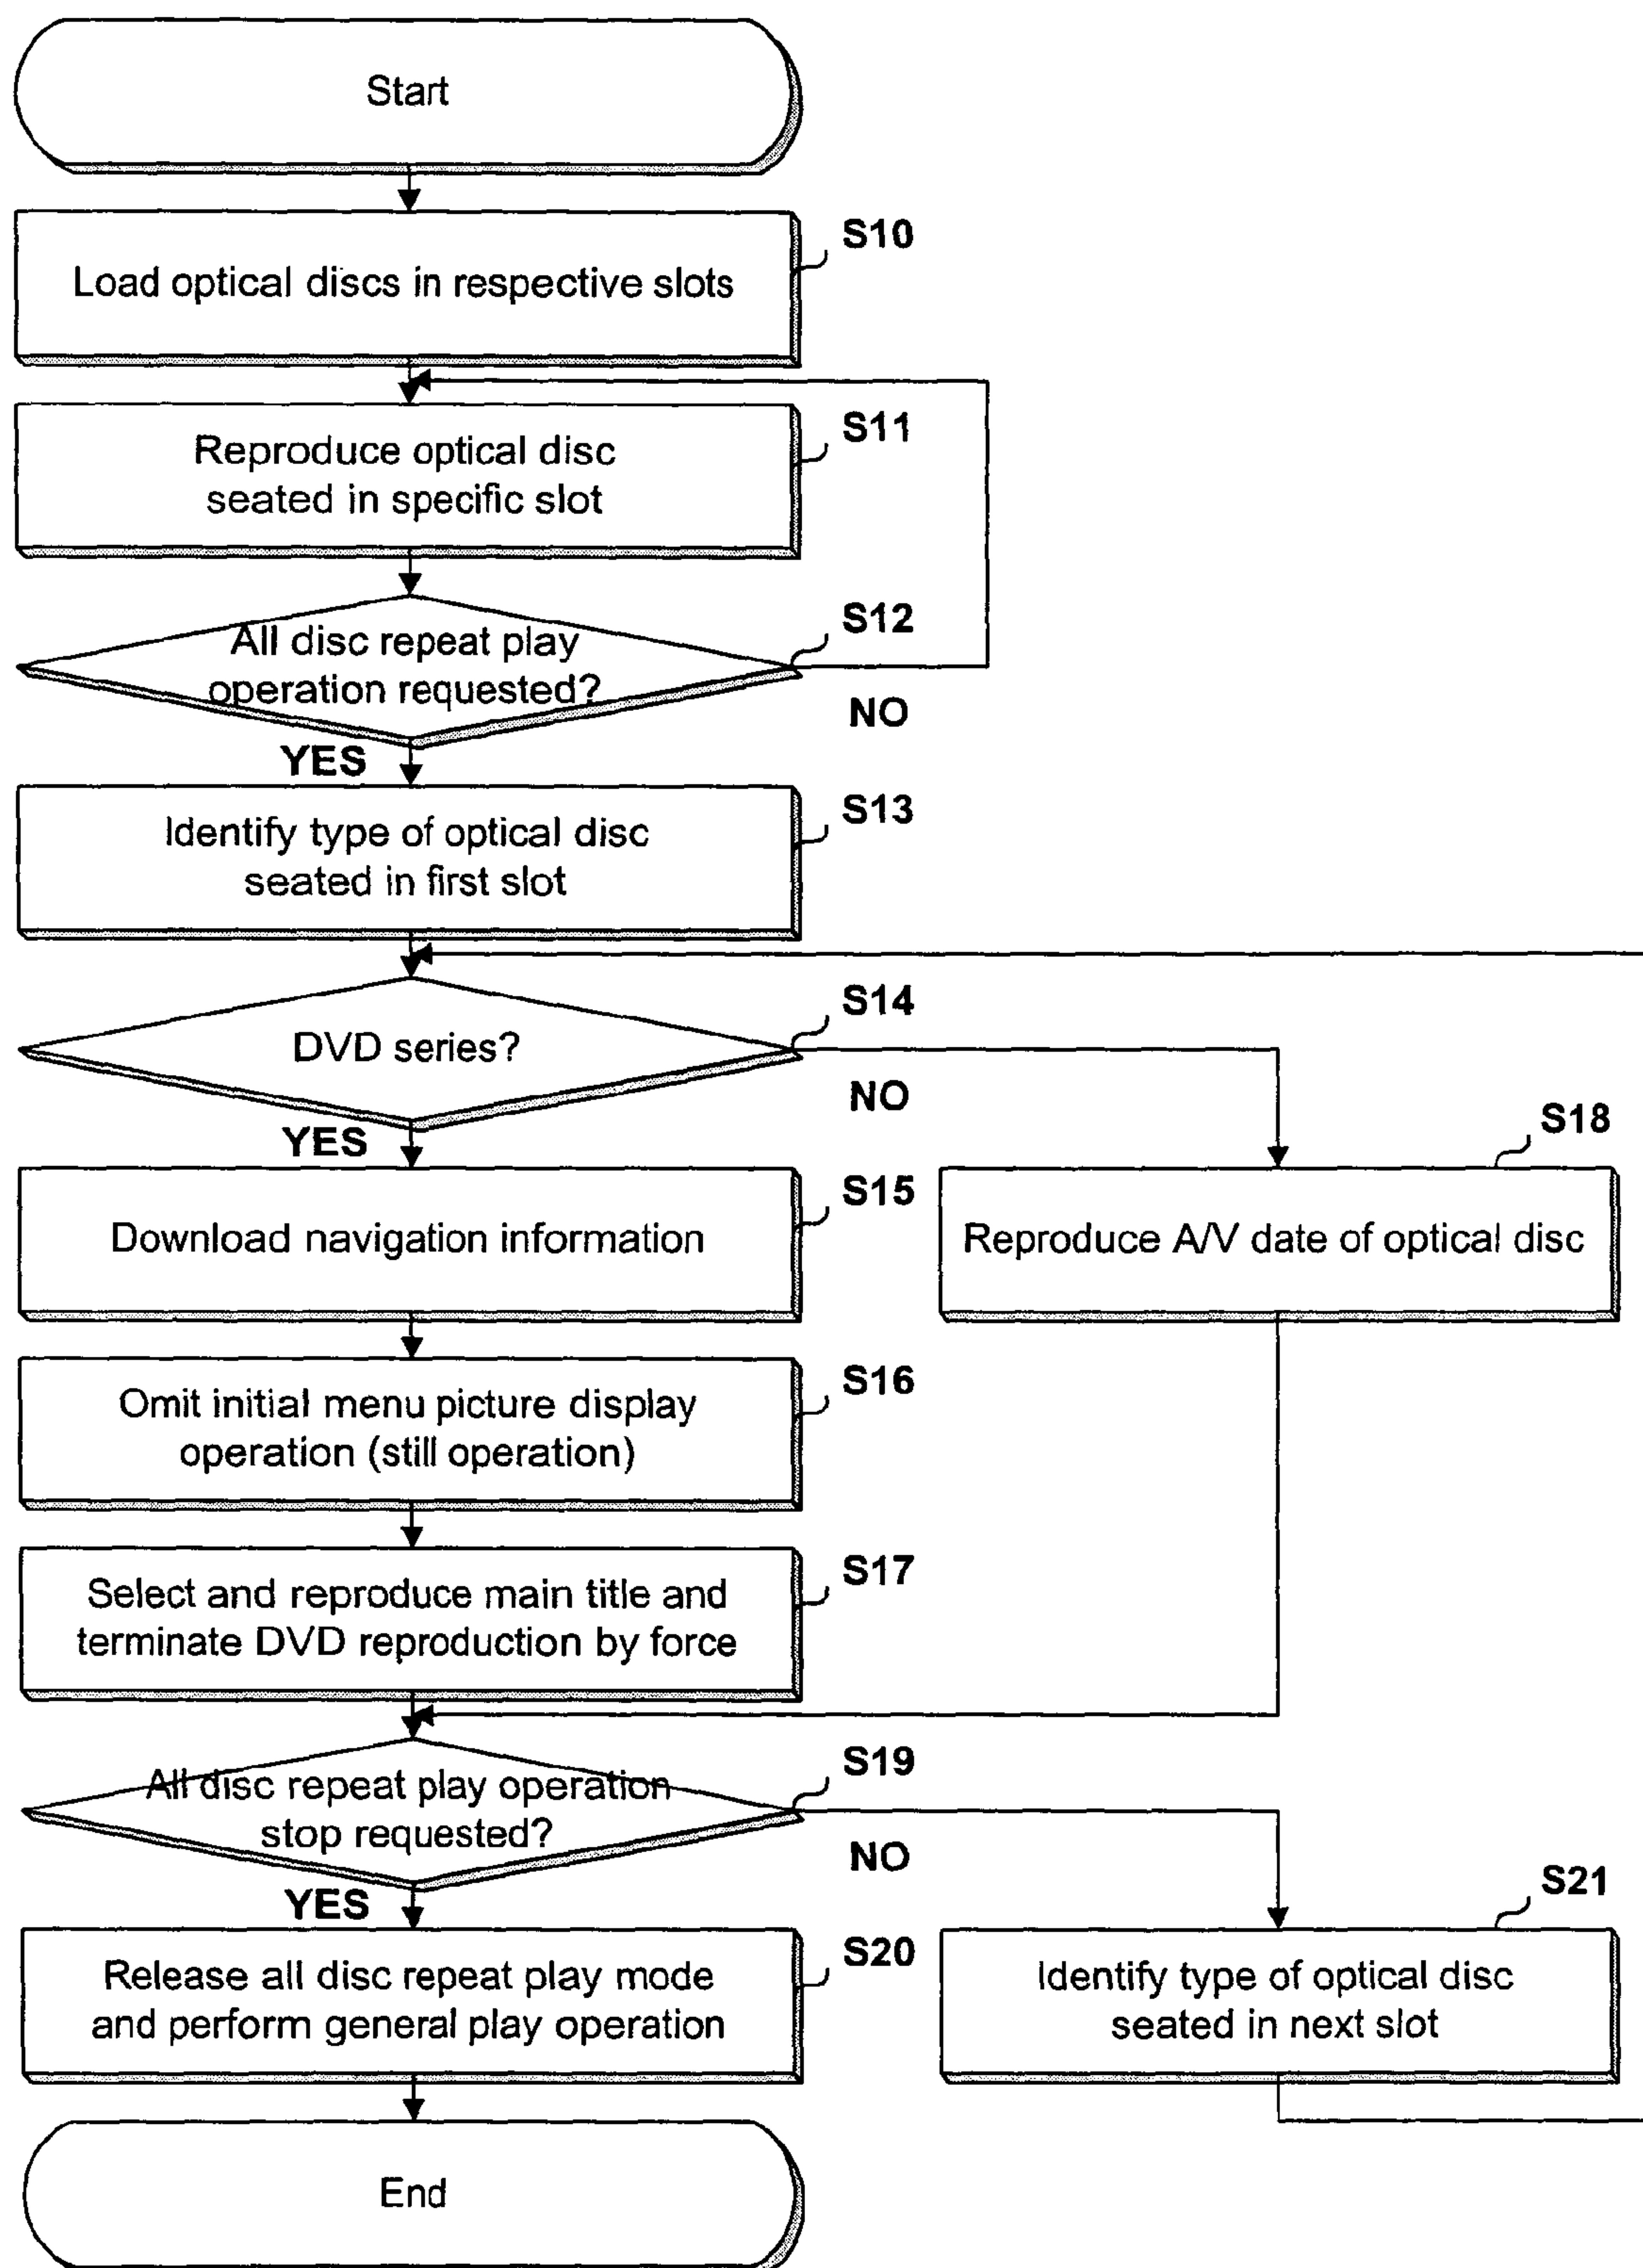 Start
S10
Load optical discs in respective slots
S11
Reproduce optical disc
seated in specific slot
S12
All disc repeat play
operation requested?
NO
YES
S13
Identify type of optical disc
seated in first slot
S14
DVD series?
NO
YES
S18
S15
Download navigation information
Reproduce A/V date of optical disc
S16
Omit initial menu picture display
operation (still operation)
S17
Select and reproduce main title and
terminate DVD reproduction by force
S19
All disc repeat play operation
stop requested?
NO
YES
S21
S20
Release all disc repeat play mode
and perform general play operation
Identify type of optical disc
seated in next slot
End